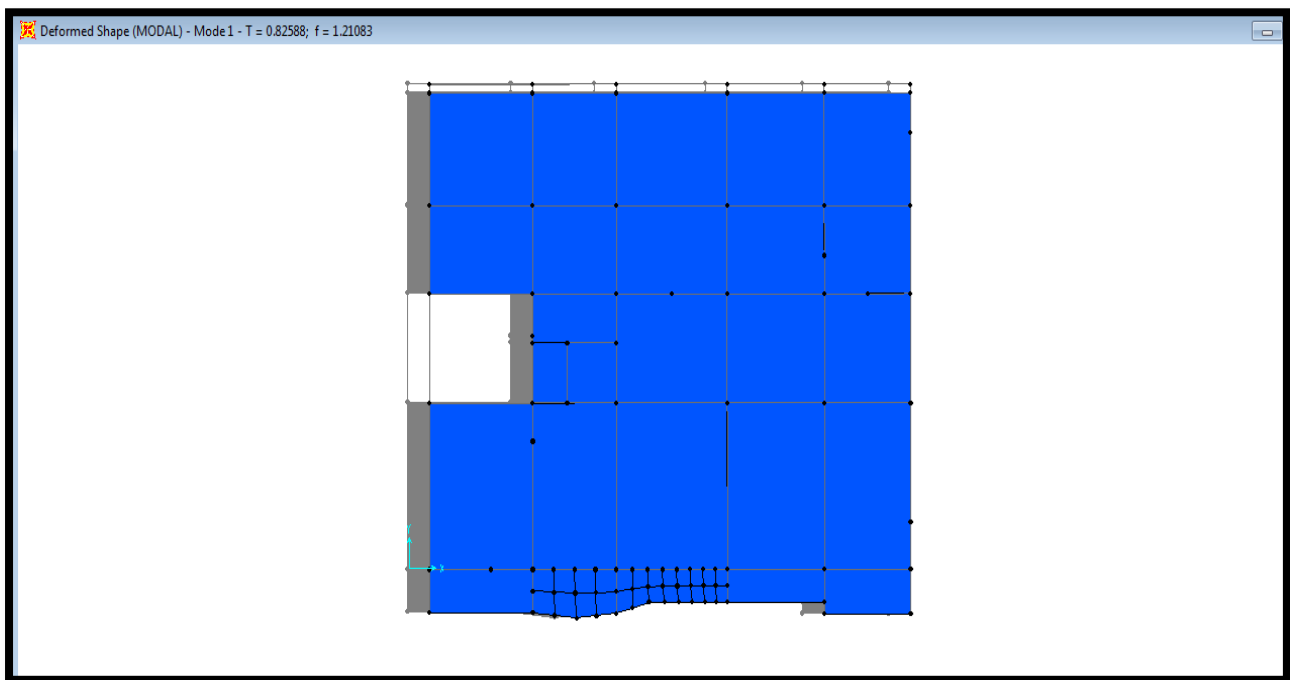 Deformed Shape (MODAL) - Mode 1 - T = 0.82588; f = 1.21083
Y
X